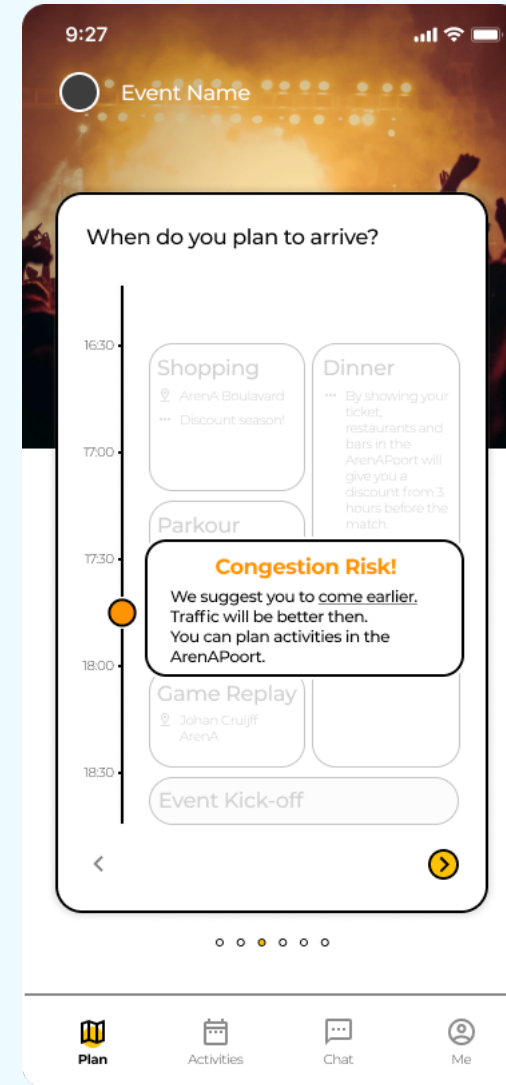 9:27
Event Name
When do you plan to arrive?
16:30
Shopping
ArenA Boulavard
Discount season!
Dinner
By showing your
ticket,
restaurants and
bars in the
ArenAPoort will
give you a
discount from 3
hours before the
match.
17:00
Parkour
17:30
Congestion Risk!
We suggest you to come earlier.
Traffic will be better then.
You can plan activities in the
ArenAPoort.
18:00
Game Replay
Johan Cruijff
ArenA
18:30
Event Kick-off
Plan
Activities
Chat
Me